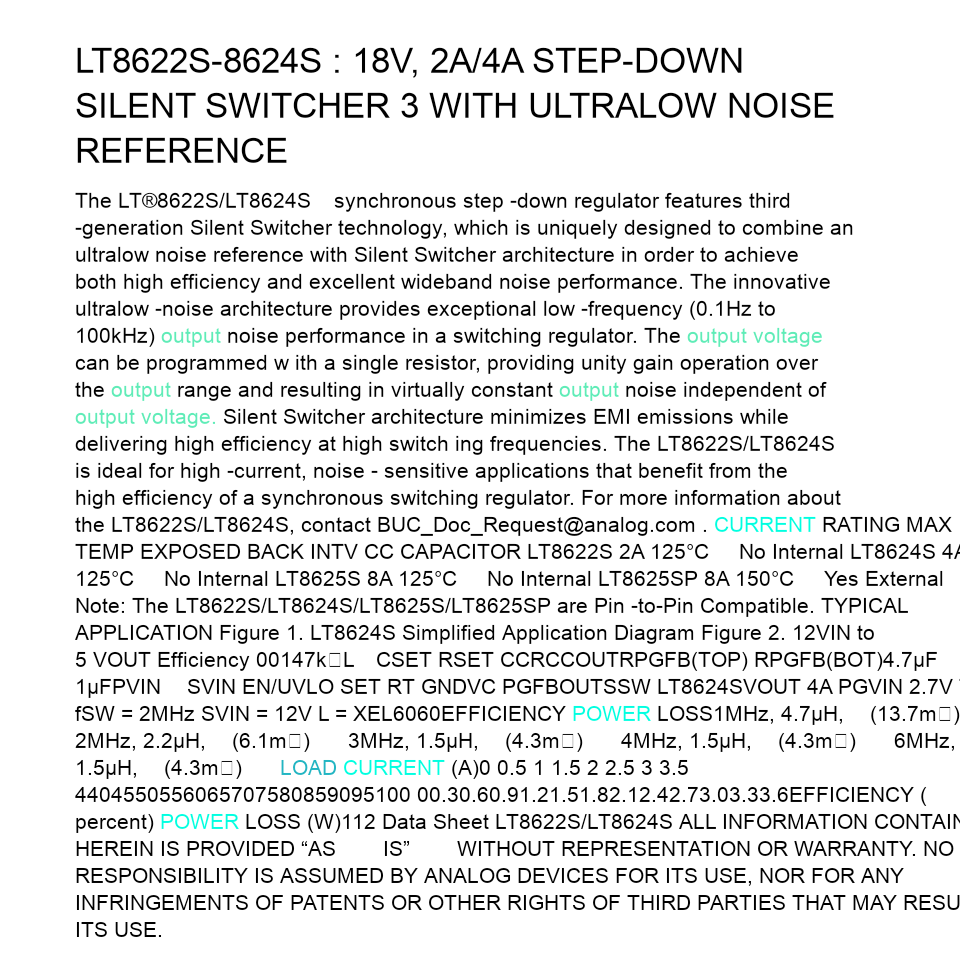 LT8622S-8624S : 18V, 2A/4A STEP-DOWN
SILENT SWITCHER 3 WITH ULTRALOW NOISE
REFERENCE
The LT®8622S/LT8624S synchronous step -down regulator features third
-generation Silent Switcher technology, which is uniquely designed to combine an
ultralow noise reference with Silent Switcher architecture in order to achieve
both high efficiency and excellent wideband noise performance. The innovative
ultralow -noise architecture provides exceptional low -frequency (0.1Hz to
100kHz) output noise performance in a switching regulator. The output voltage
can be programmed w ith a single resistor, providing unity gain operation over
the output range and resulting in virtually constant output noise independent of
output voltage. Silent Switcher architecture minimizes EMI emissions while
delivering high efficiency at high switch ing frequencies. The LT8622S/LT8624S
is ideal for high -current, noise - sensitive applications that benefit from the
high efficiency of a synchronous switching regulator. For more information about
the LT8622S/LT8624S, contact BUC_Doc_Request@analog.com . CURRENT RATING MAX
TEMP EXPOSED BACK INTV CC CAPACITOR LT8622S 2A 125°C No Internal LT8624S 4A
125°C No Internal LT8625S 8A 125°C No Internal LT8625SP 8A 150°C Yes External
Note: The LT8622S/LT8624S/LT8625S/LT8625SP are Pin -to-Pin Compatible. TYPICAL
APPLICATION Figure 1. LT8624S Simplified Application Diagram Figure 2. 12VIN to
5 VOUT Efficiency 00147k□L CSET RSET CCRCCOUTRPGFB(TOP) RPGFB(BOT)4.7µF
1µFPVIN SVIN EN/UVLO SET RT GNDVC PGFBOUTSSW LT8624SVOUT 4A PGVIN 2.7V
fSW = 2MHz SVIN = 12V L = XEL6060EFFICIENCY POWER LOSS1MHz, 4.7µH, (13.7m□)
2MHz, 2.2µH, (6.1m□) 3MHz, 1.5µH, (4.3m□) 4MHz, 1.5µH, (4.3m□) 6MHz,
1.5µH, (4.3m□) LOAD CURRENT (A)0 0.5 1 1.5 2 2.5 3 3.5
4404550556065707580859095100 00.30.60.91.21.51.82.12.42.73.03.33.6EFFICIENCY (
percent) POWER LOSS (W)112 Data Sheet LT8622S/LT8624S ALL INFORMATION CONTAIN
HEREIN IS PROVIDED “AS IS” WITHOUT REPRESENTATION OR WARRANTY. NO
RESPONSIBILITY IS ASSUMED BY ANALOG DEVICES FOR ITS USE, NOR FOR ANY
INFRINGEMENTS OF PATENTS OR OTHER RIGHTS OF THIRD PARTIES THAT MAY RESU
ITS USE.